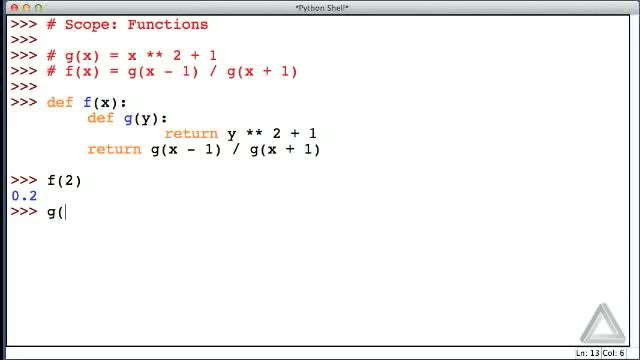 *Python Shell*
>>> # Scope: Functions
>>>
>>> # g(x) = x ** 2 + 1
>>> # f(x) = g(x - 1) / g(x + 1)
>>>
>>> def f(x):
def g(y):
return y ** 2 + 1
return g(x - 1) / g(x + 1)
>>> f(2)
0.2
>>> g(
Ln: 13 Col: 6